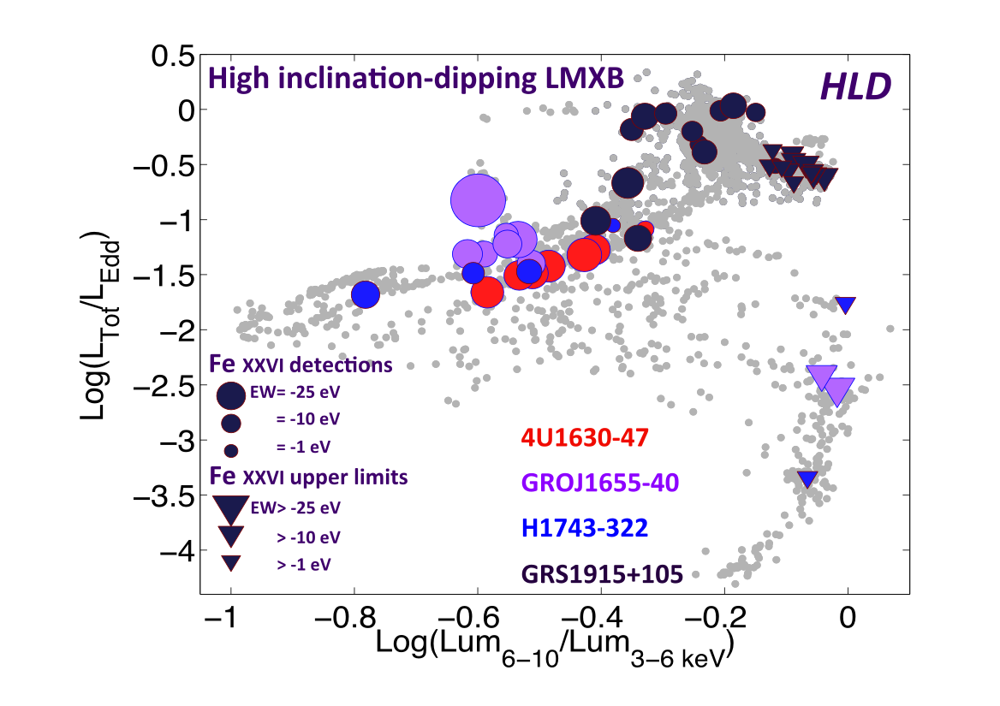 High inclination-dipping LMXB
HLD
0.5
0
−0.5
−1
−1.5
−2
−2.5
−3
−3.5
−4
Log(L_Tot/L_Edd)
Fe XXVI detections
EW= -25 eV
= -10 eV
= -1 eV
Fe XXVI upper limits
EW> -25 eV
> -10 eV
> -1 eV
4U1630-47
GROJ1655-40
H1743-322
GRS1915+105
−1 −0.8 −0.6 −0.4 −0.2 0
Log(Lum_6−10/Lum_3−6 keV)